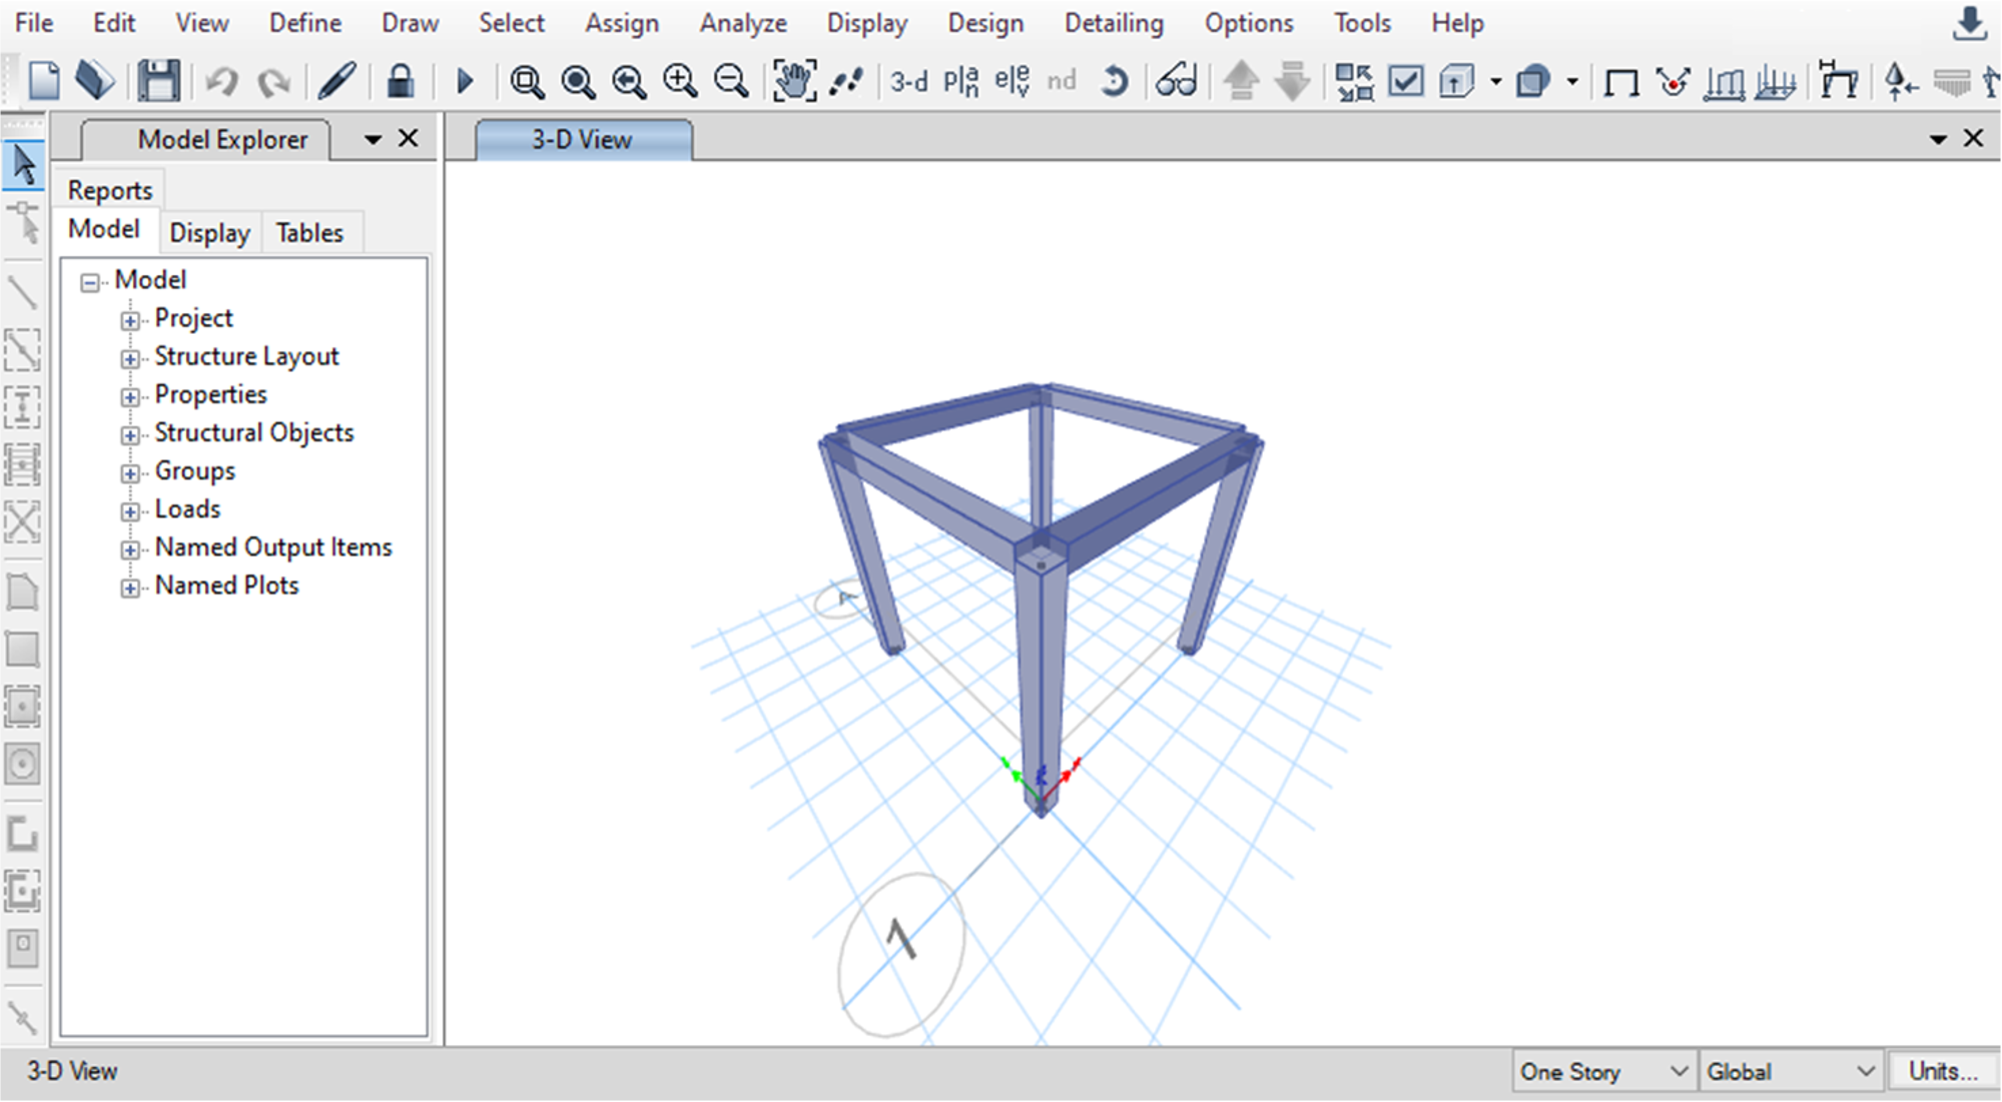 File Edit View Define Draw Select Assign Analyze Display Design Detailing Options Tools Help
3-d pla/n ele/v nd
Model Explorer
3-D View
Reports
Model Display Tables
Model
Project
Structure Layout
Properties
Structural Objects
Groups
Loads
Named Output Items
Named Plots
1
3-D View
One Story
Global
Units...